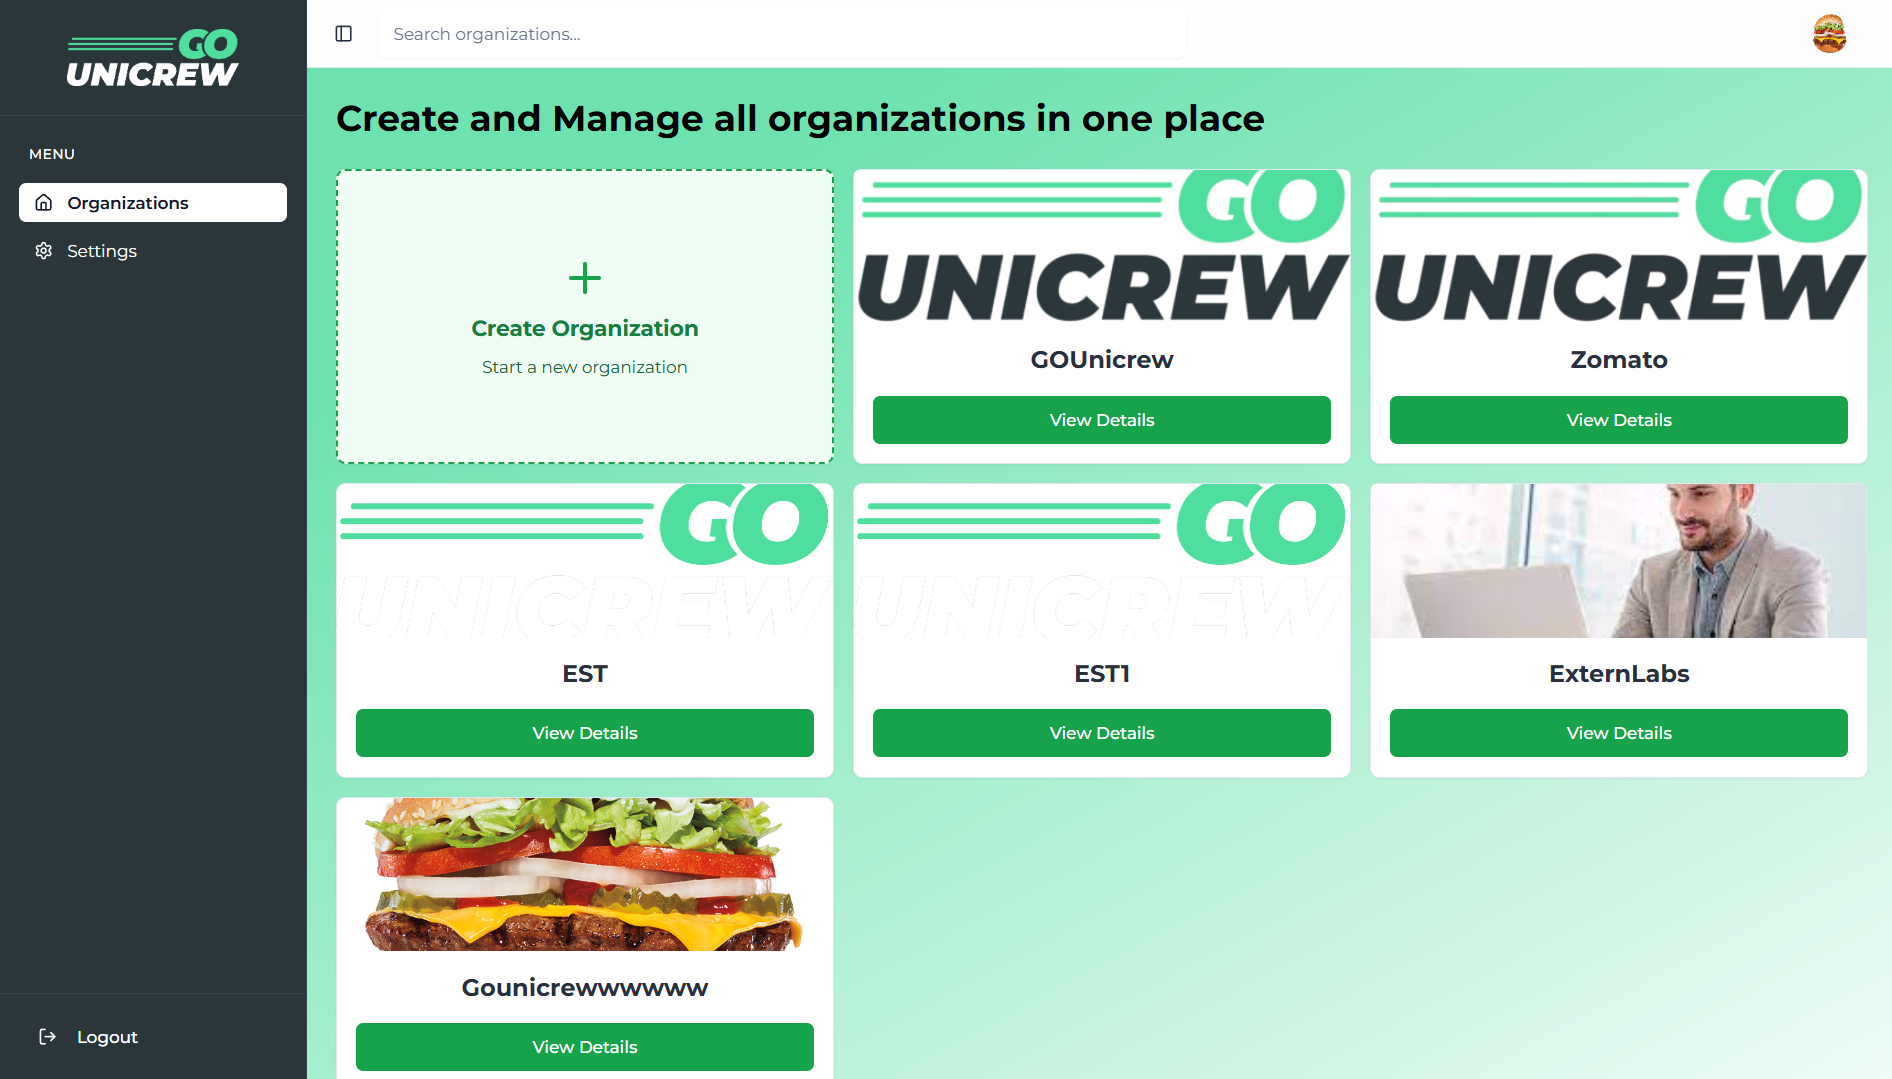 GO
UNICREW
MENU
Organizations
Settings
Logout
Search organizations...
Create and Manage all organizations in one place
Create Organization
Start a new organization
GO
UNICREW
GOUnicrew
View Details
GO
UNICREW
Zomato
View Details
GO
UNICREW
EST
View Details
GO
UNICREW
EST1
View Details
ExternLabs
View Details
Gounicrewwwwww
View Details